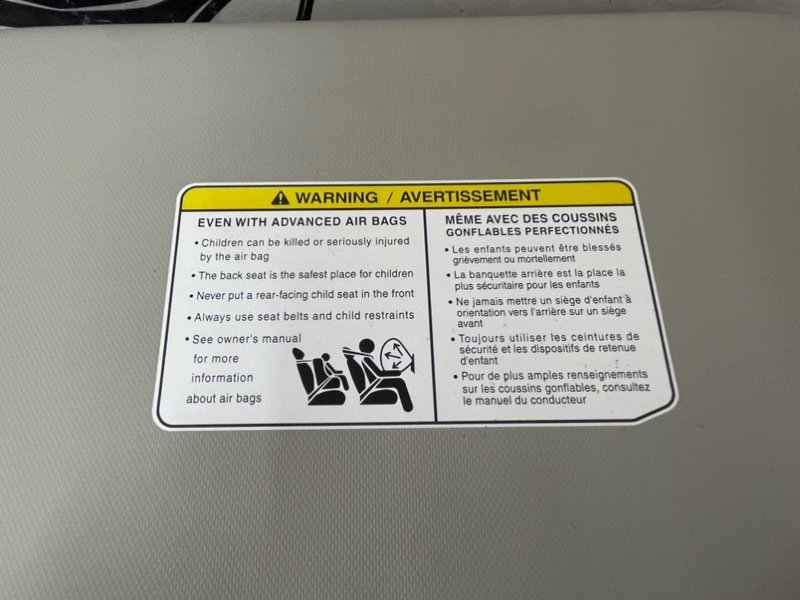 WARNING / AVERTISSEMENT
EVEN WITH ADVANCED AIR BAGS
• Children can be killed or seriously injured
by the air bag
• The back seat is the safest place for children
• Never put a rear-facing child seat in the front
• Always use seat belts and child restraints
• See owner's manual
for more
information
about air bags
MÊME AVEC DES COUSSINS
GONFLABLES PERFECTIONNÉS
• Les enfants peuvent être blessés
grièvement ou mortellement
• La banquette arrière est la place la
plus sécuritaire pour les enfants
• Ne jamais mettre un siège d'enfant à
orientation vers l'arrière sur un siège
avant
• Toujours utiliser les ceintures de
sécurité et les dispositifs de retenue
d'enfant
• Pour de plus amples renseignements
sur les coussins gonflables, consultez
le manuel du conducteur